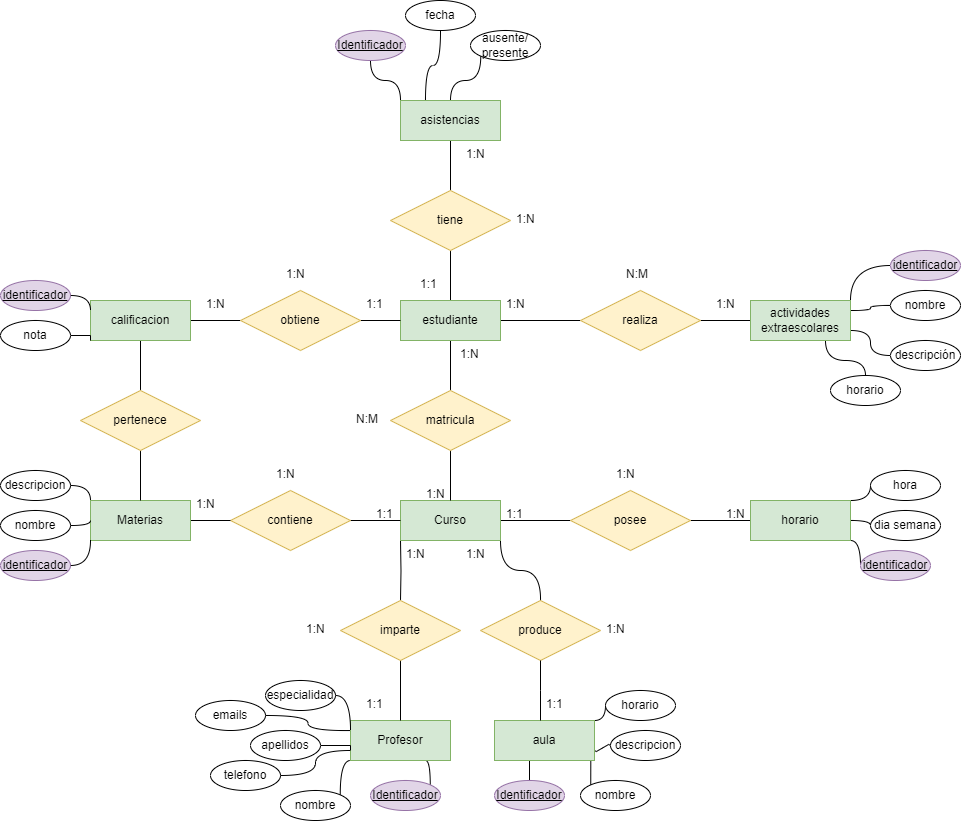 fecha
Identificador
ausente/
presente
asistencias
1:N
tiene
1:N
1:1
identificador
nota
calificacion
1:N
1:N
obtiene
1:1
estudiante
1:N
N:M
realiza
1:N
actividades
extraescolares
identificador
nombre
descripción
horario
1:N
pertenece
N:M
matricula
1:N
descripcion
nombre
identificador
Materias
1:N
1:N
contiene
1:1
Curso
1:1
1:N
posee
1:N
horario
hora
dia semana
identificador
1:N
1:N
1:N
imparte
produce
1:N
1:1
1:1
especialidad
emails
apellidos
telefono
nombre
Profesor
Identificador
aula
horario
descripcion
Identificador
nombre